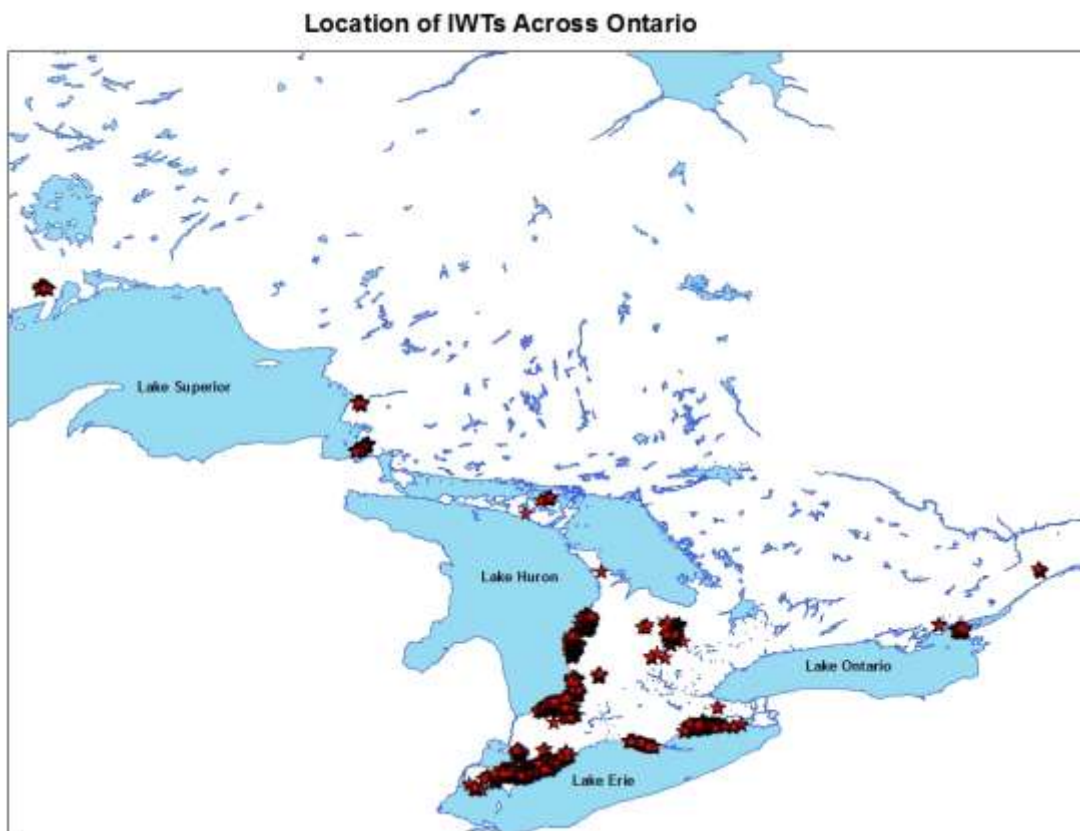 Location of IWTs Across Ontario
Lake Superior
Lake Huron
Lake Ontario
Lake Erie